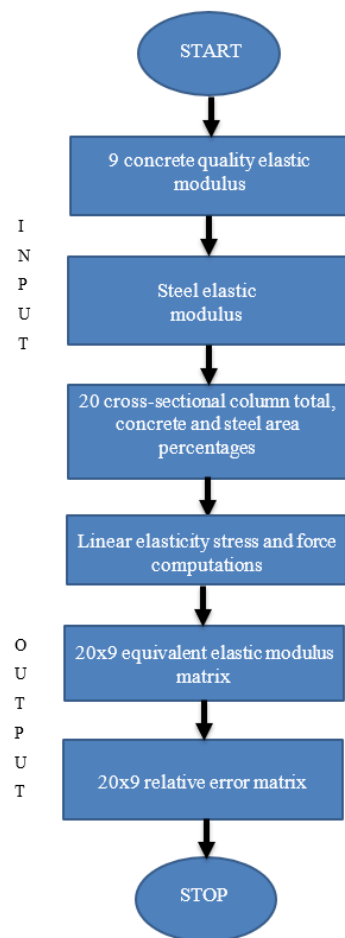 START
9 concrete quality elastic
modulus
I
N
P
U
T
Steel elastic
modulus
20 cross-sectional column total,
concrete and steel area
percentages
Linear elasticity stress and force
computations
O
U
T
P
U
T
20x9 equivalent elastic modulus
matrix
20x9 relative error matrix
STOP